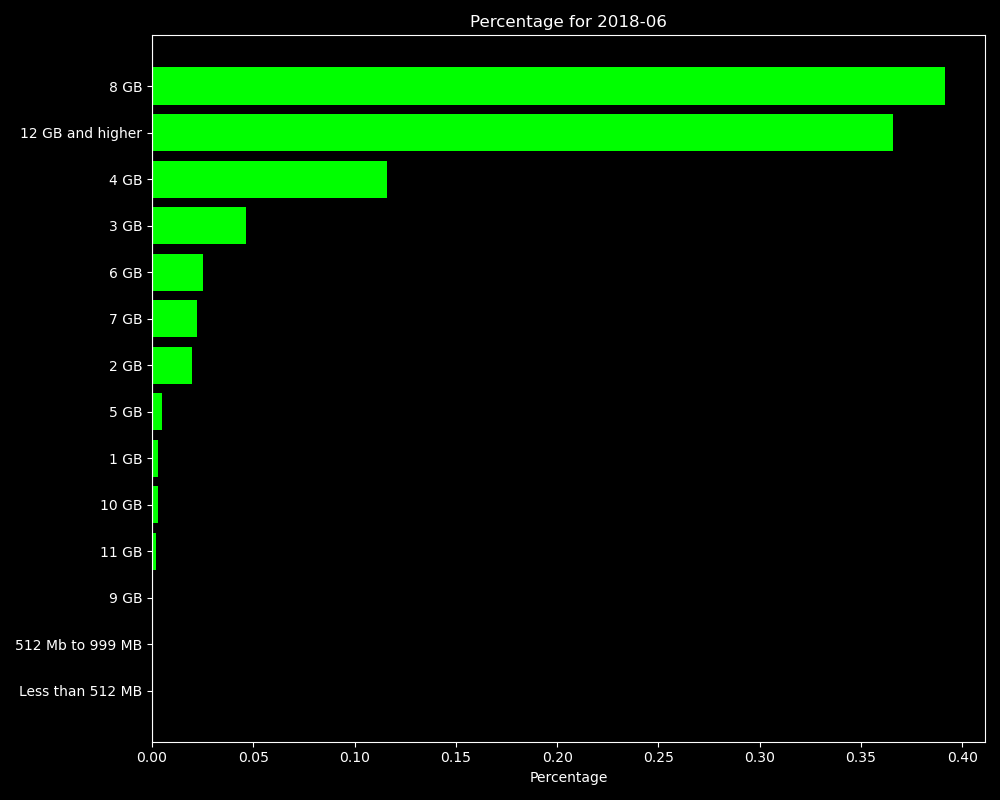 Percentage for 2018-06
8 GB
12 GB and higher
4 GB
3 GB
6 GB
7 GB
2 GB
5 GB
1 GB
10 GB
11 GB
9 GB
512 Mb to 999 MB
Less than 512 MB
0.00 0.05 0.10 0.15 0.20 0.25 0.30 0.35 0.40
Percentage